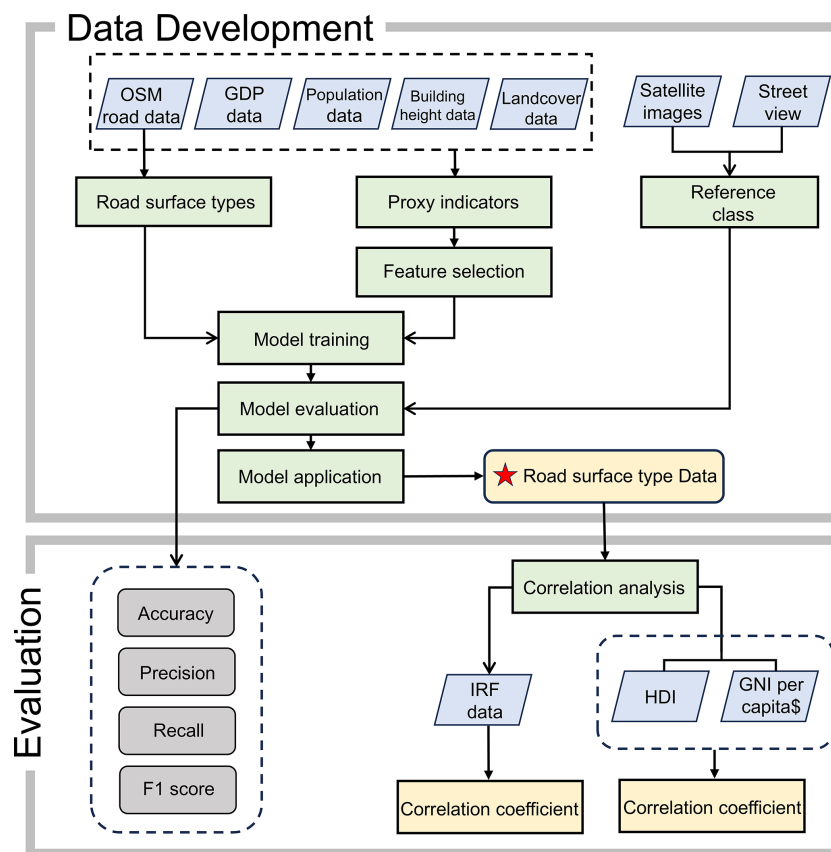 Data Development
OSM
road data
GDP
data
Population
data
Building
height data
Landcover
data
Satellite
images
Street
view
Road surface types
Proxy indicators
Reference
class
Feature selection
Model training
Model evaluation
Model application
Road surface type Data
Evaluation
Accuracy
Precision
Recall
F1 score
Correlation analysis
IRF
data
HDI
GNI per
capita$
Correlation coefficient
Correlation coefficient